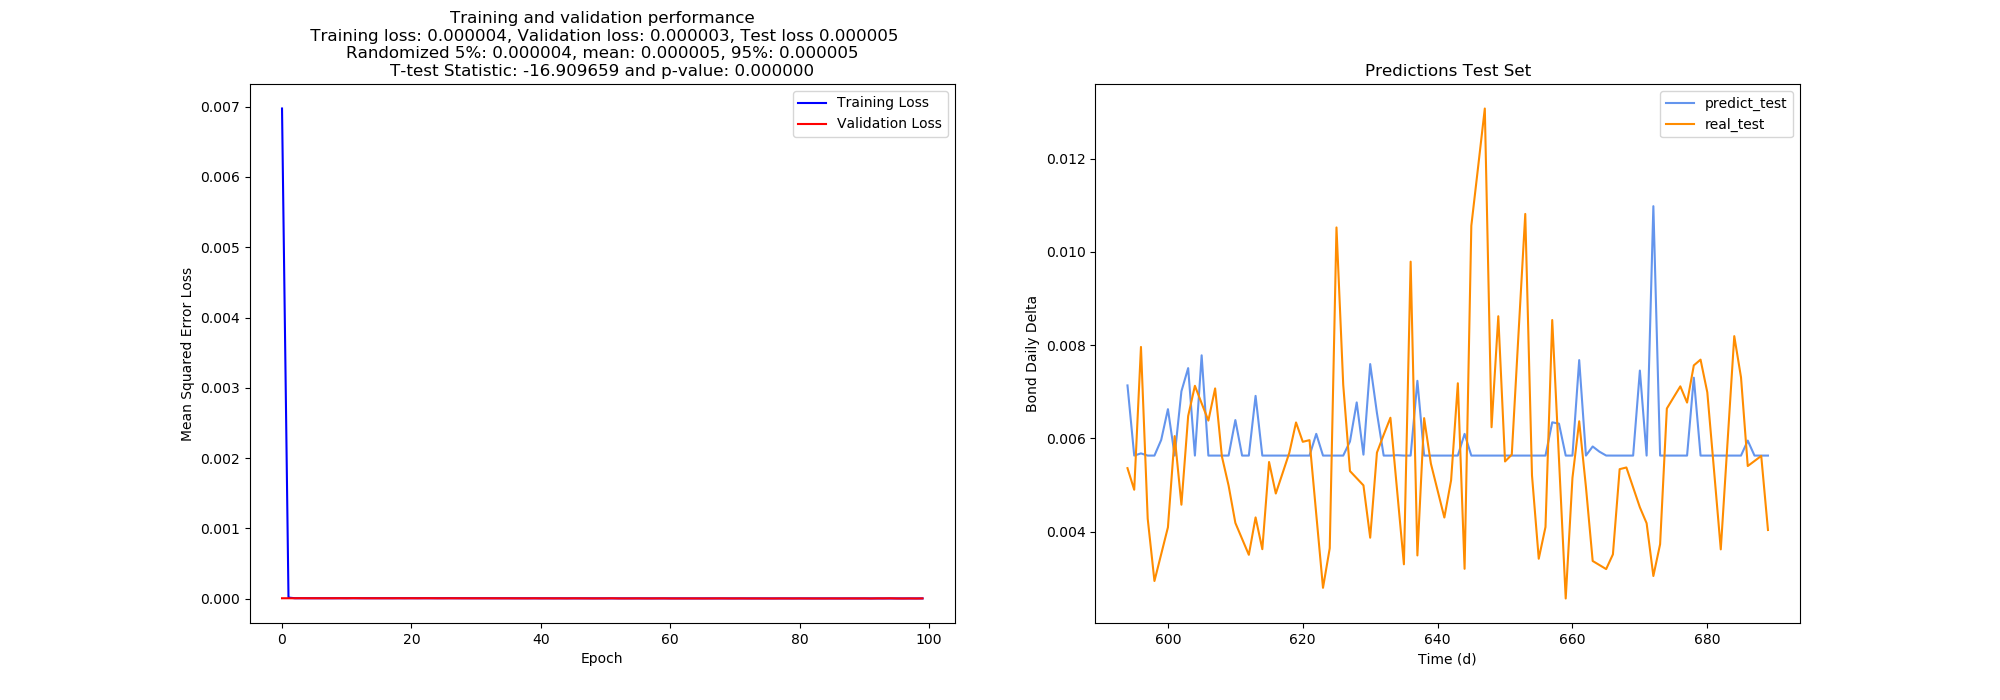 Training and validation performance
Training loss: 0.000004, Validation loss: 0.000003, Test loss 0.000005
Randomized 5%: 0.000004, mean: 0.000005, 95%: 0.000005
T-test Statistic: -16.909659 and p-value: 0.000000
Training Loss
Validation Loss
0.007
0.006
0.005
0.004
0.003
0.002
0.001
0.000
Mean Squared Error Loss
0
20
40
60
80
100
Epoch
Predictions Test Set
predict_test
real_test
0.012
0.010
0.008
0.006
0.004
Bond Daily Delta
600
620
640
660
680
Time (d)